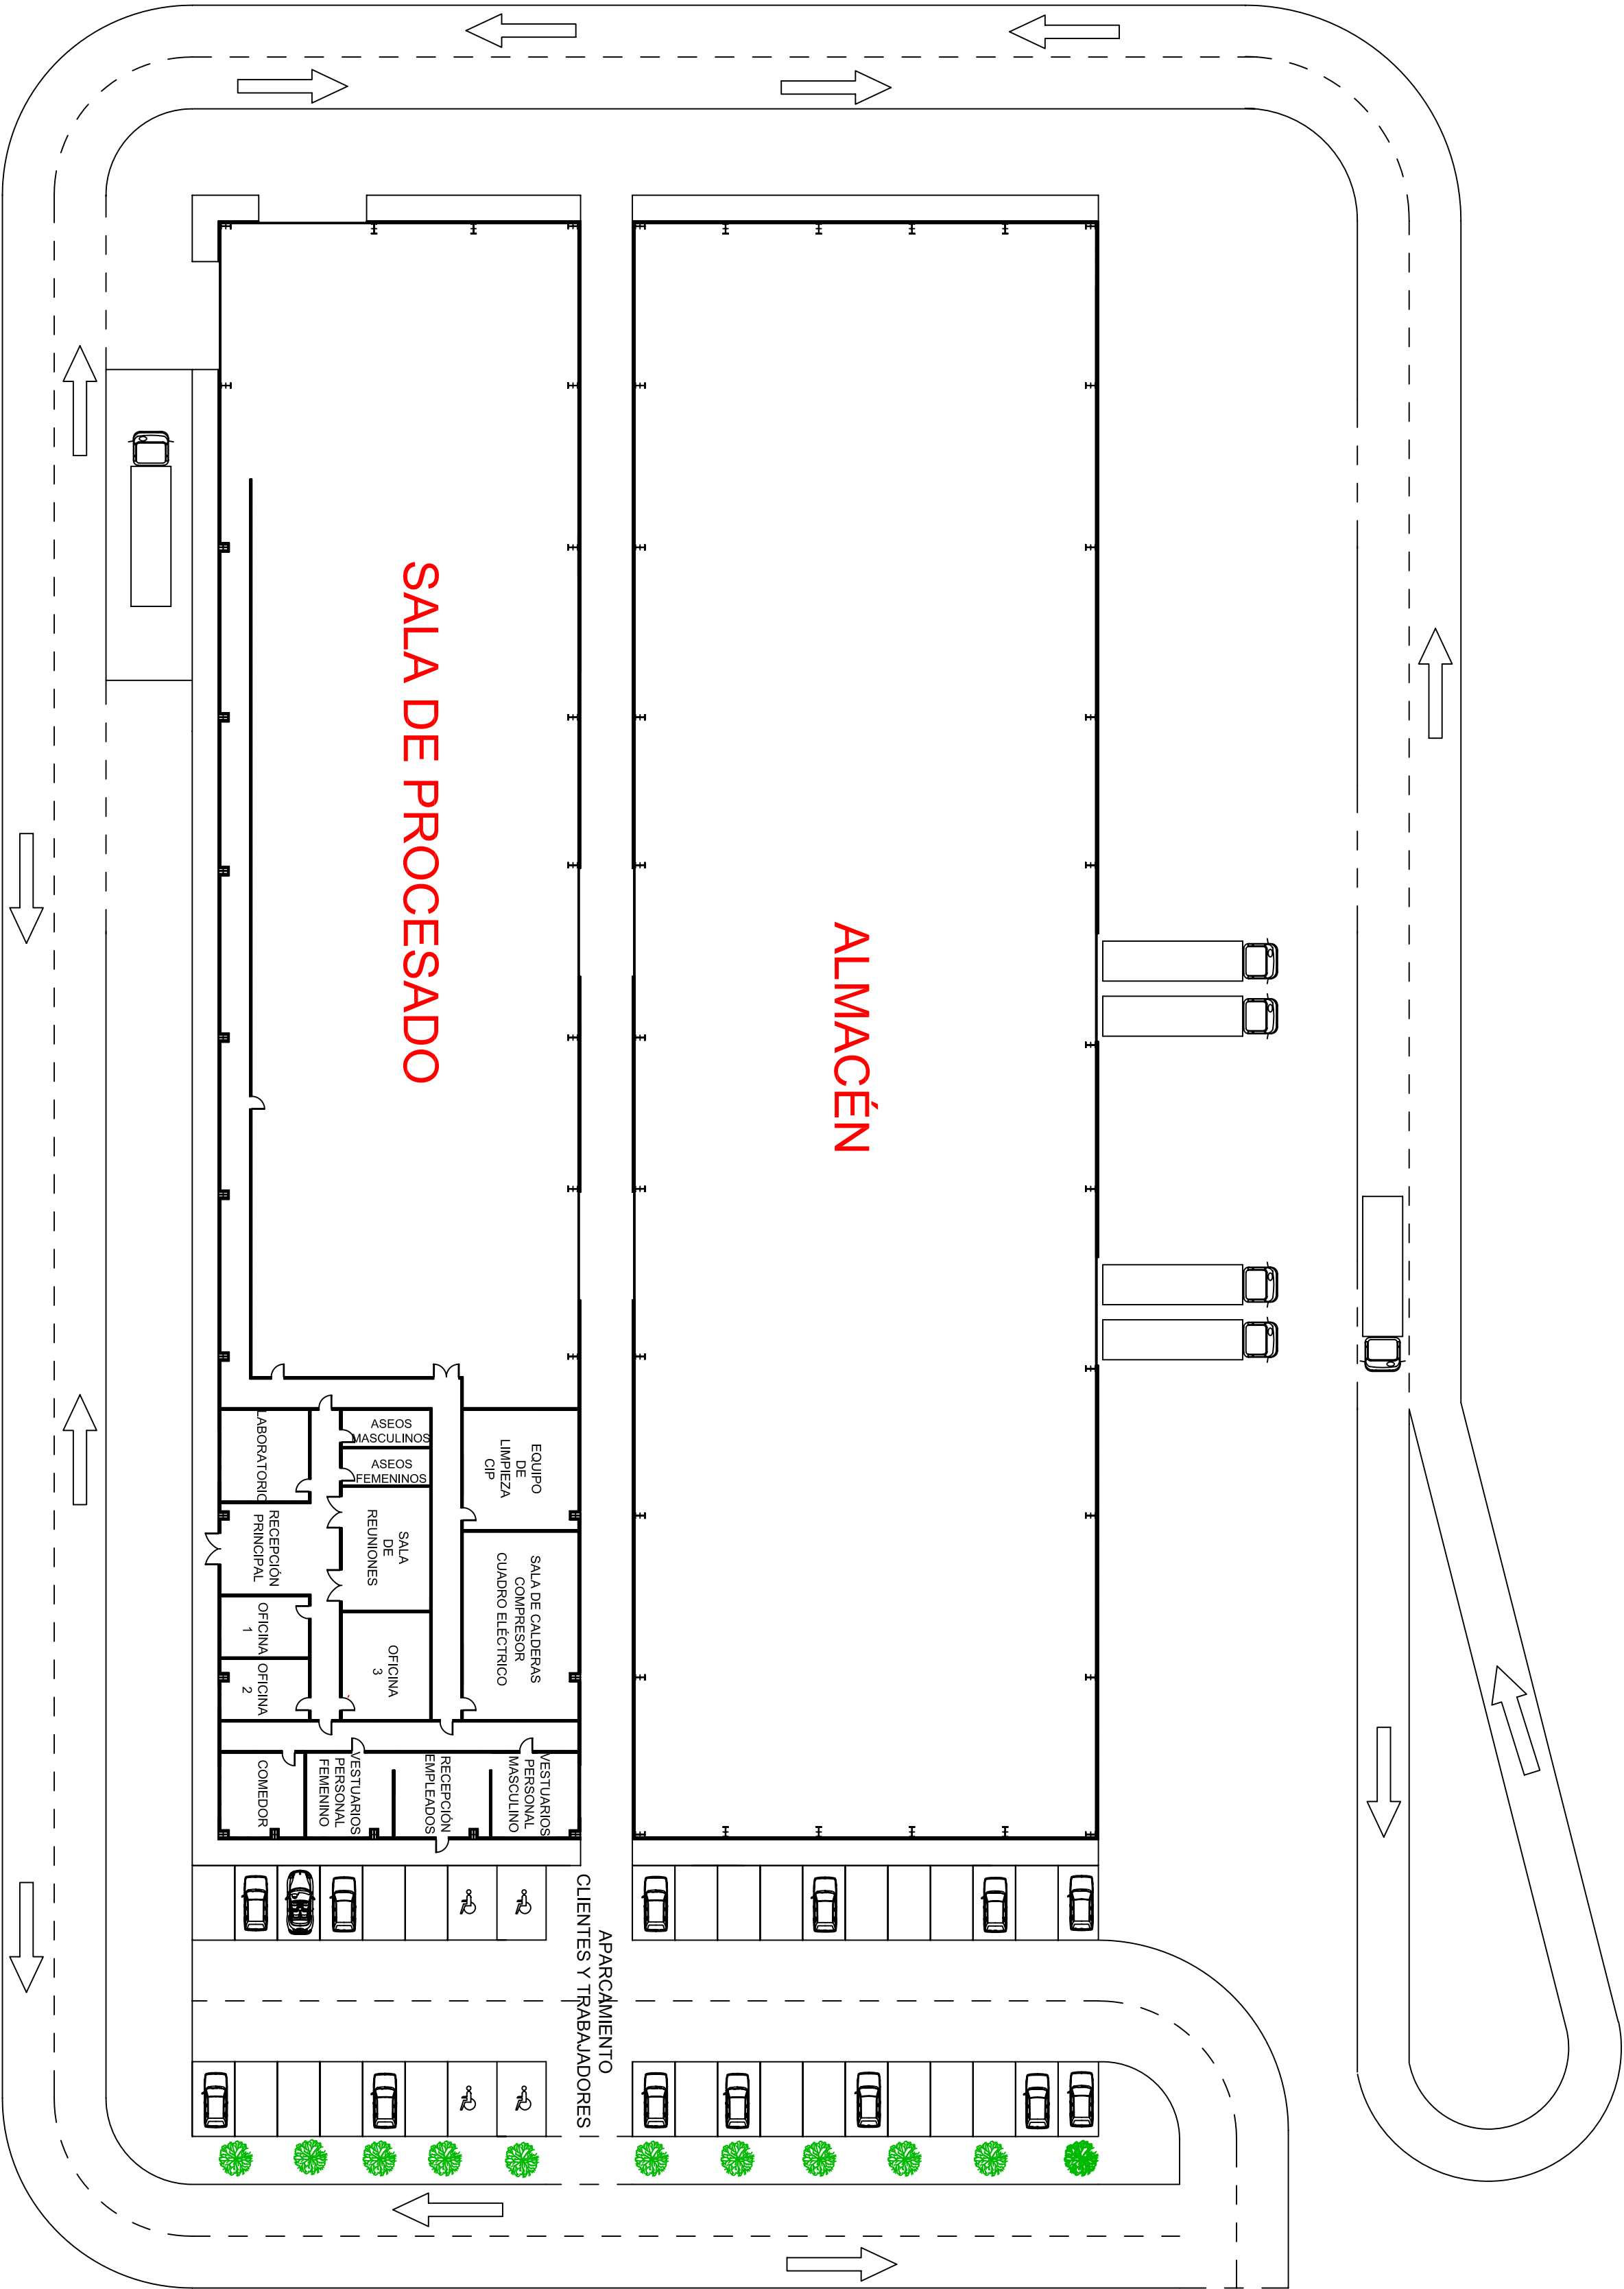 SALA DE PROCESADO
ALMACÉN
LABORATORIO
ASEOS
MASCULINOS
ASEOS
FEMENINOS
EQUIPO
DE
LIMPIEZA
CIP
RECEPCIÓN
PRINCIPAL
SALA
DE
REUNIONES
SALA DE CALDERAS
COMPRESOR
CUADRO ELÉCTRICO
OFICINA
1
OFICINA
2
OFICINA
3
COMEDOR
VESTUARIOS
PERSONAL
FEMENINO
RECEPCIÓN
EMPLEADOS
VESTUARIOS
PERSONAL
MASCULINO
APARCAMIENTO
CLIENTES Y TRABAJADORES